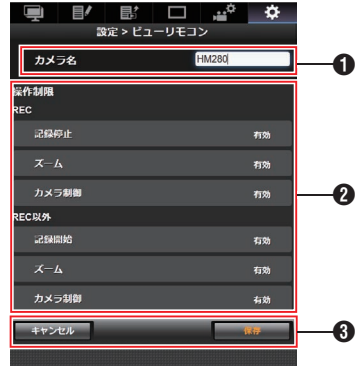 設定 > ビューリモコン
カメラ名 HM280
❶
操作制限
REC
記録停止 有効
ズーム 有効
カメラ制御 有効
❷
REC以外
記録開始 有効
ズーム 有効
カメラ制御 有効
キャンセル 保存
❸